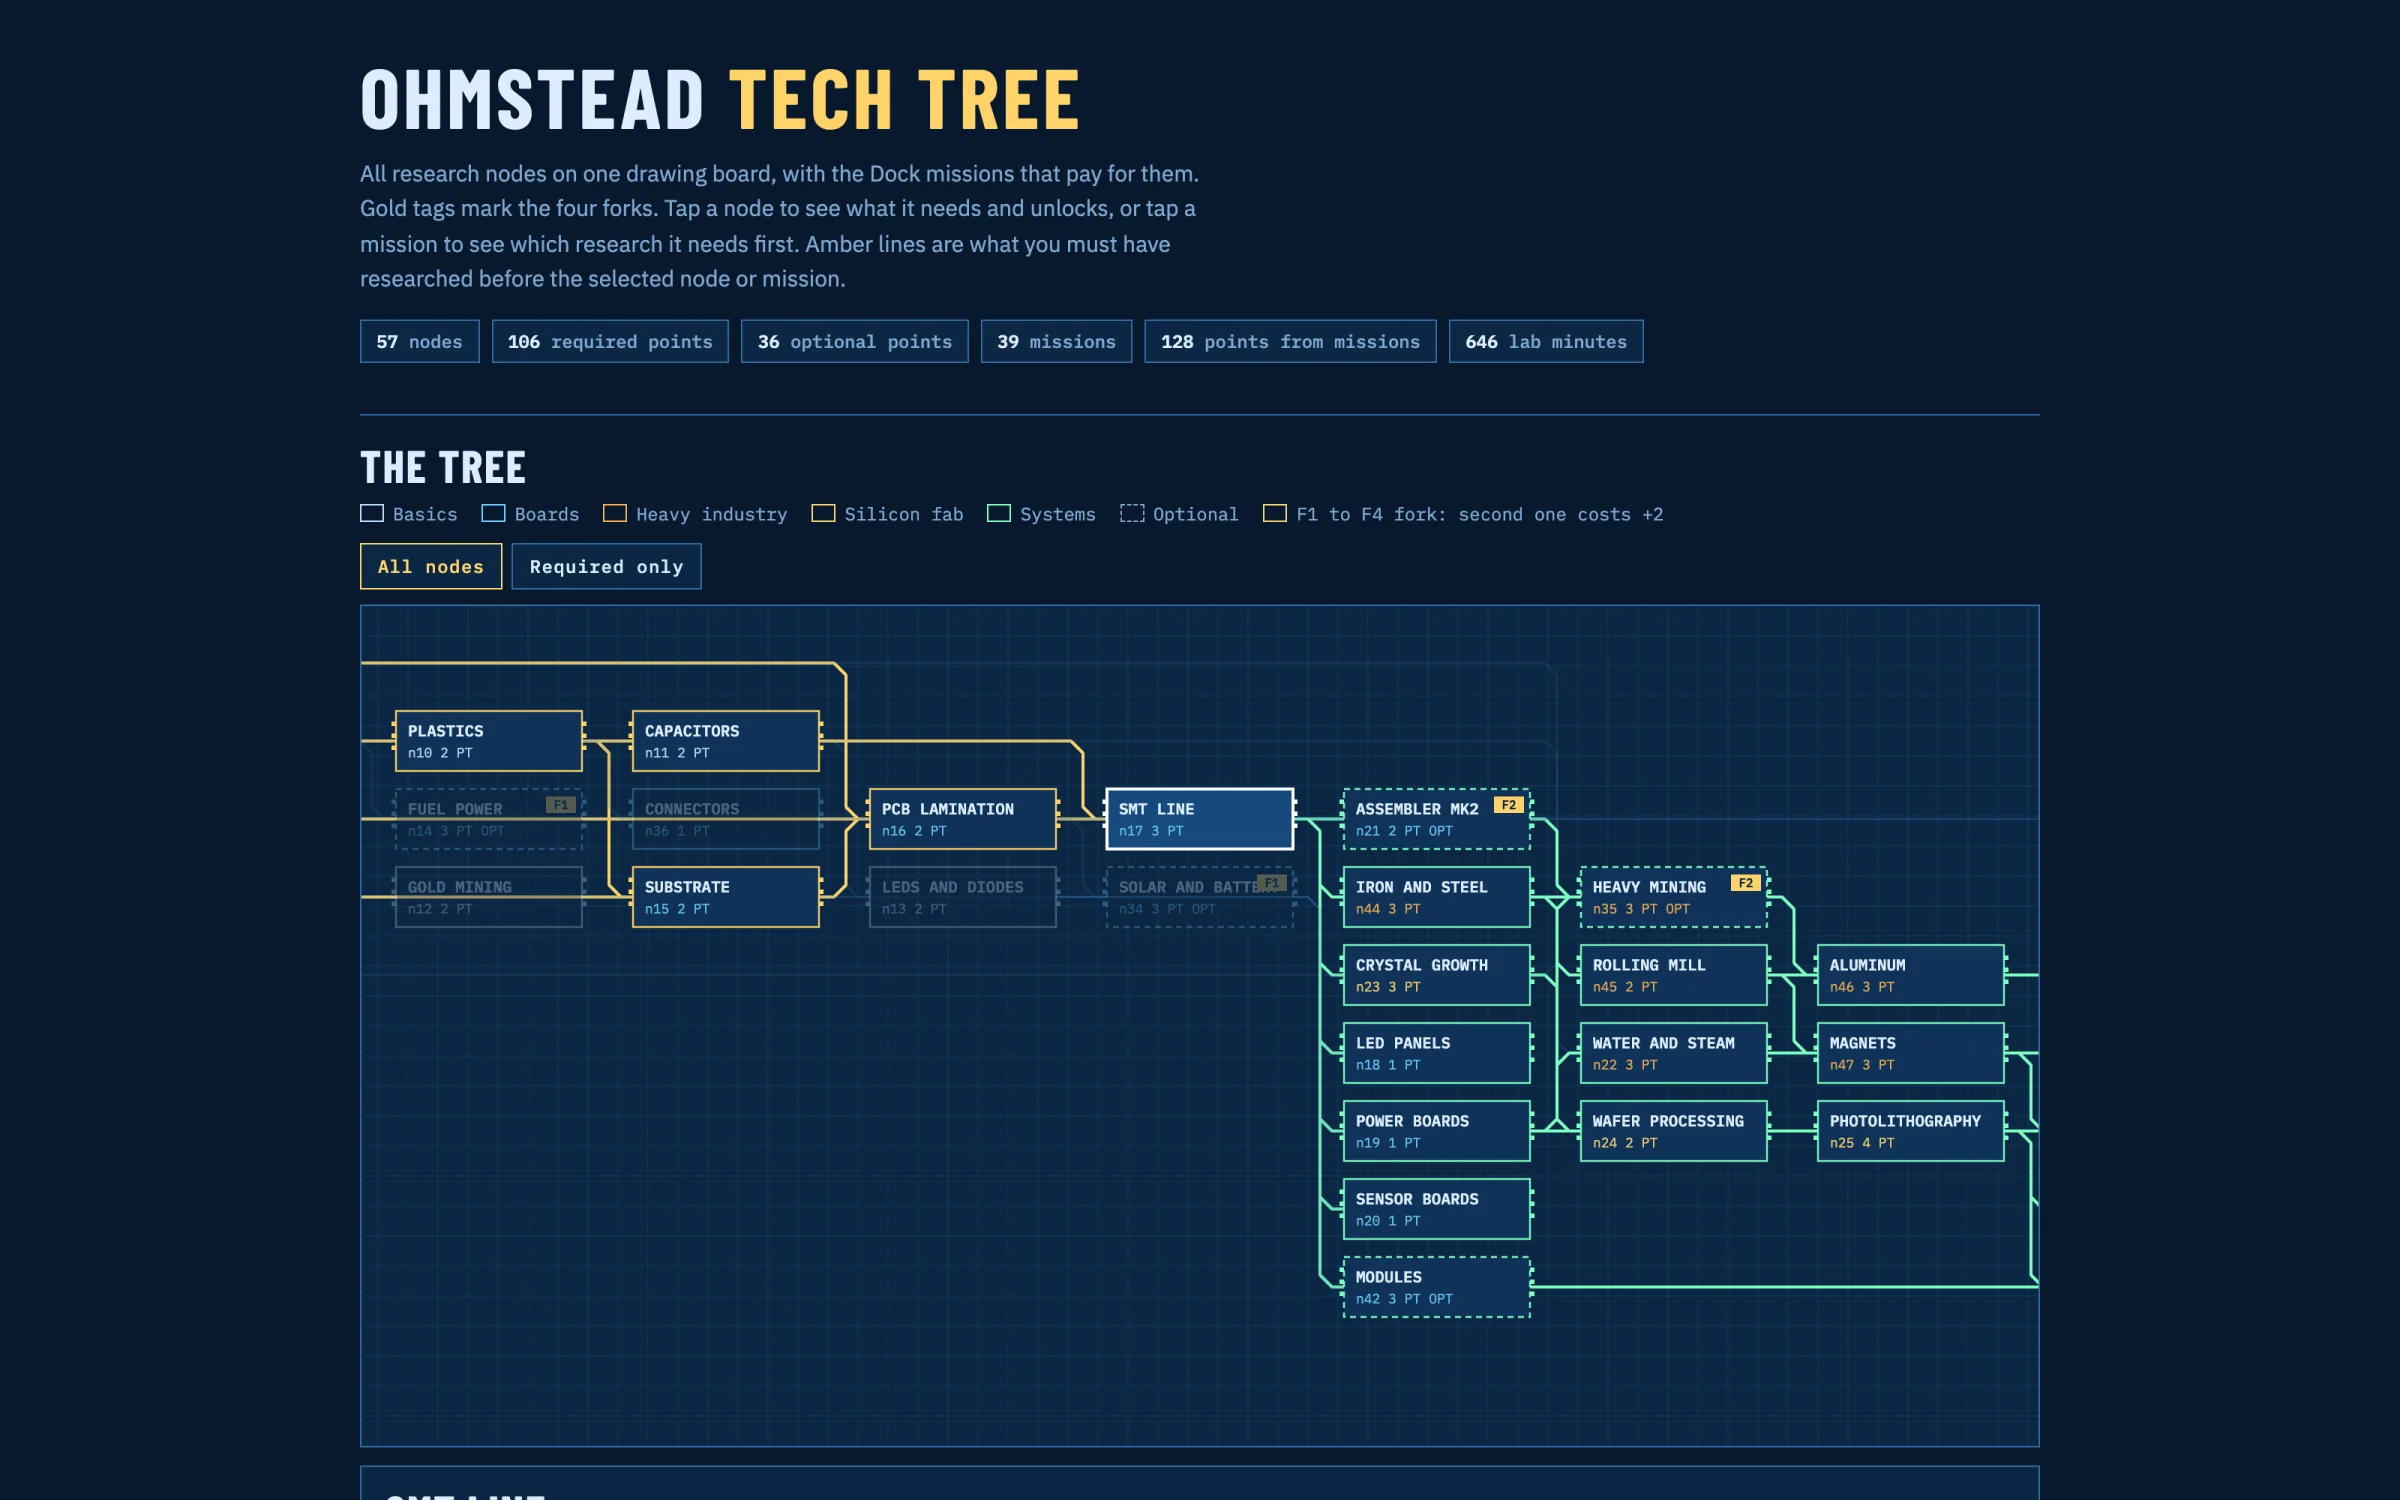 OHMSTEAD TECH TREE
All research nodes on one drawing board, with the Dock missions that pay for them.
Gold tags mark the four forks. Tap a node to see what it needs and unlocks, or tap a
mission to see which research it needs first. Amber lines are what you must have
researched before the selected node or mission.
57 nodes 106 required points 36 optional points 39 missions 128 points from missions 646 lab minutes
THE TREE
Basics Boards Heavy industry Silicon fab Systems Optional F1 to F4 fork: second one costs +2
All nodes Required only
PLASTICS
n10 2 PT
CAPACITORS
n11 2 PT
FUEL POWER F1
n14 3 PT OPT
CONNECTORS
n36 1 PT
PCB LAMINATION
n16 2 PT
SMT LINE
n17 3 PT
ASSEMBLER MK2 F2
n21 2 PT OPT
GOLD MINING
n12 2 PT
SUBSTRATE
n15 2 PT
LEDS AND DIODES
n13 2 PT
SOLAR AND F1
n34 3 PT OPT
IRON AND STEEL
n44 3 PT
HEAVY MINING F2
n35 3 PT OPT
CRYSTAL GROWTH
n23 3 PT
ROLLING MILL
n45 2 PT
ALUMINUM
n46 3 PT
LED PANELS
n18 1 PT
WATER AND STEAM
n22 3 PT
MAGNETS
n47 3 PT
POWER BOARDS
n19 1 PT
WAFER PROCESSING
n24 2 PT
PHOTOLITHOGRAPHY
n25 4 PT
SENSOR BOARDS
n20 1 PT
MODULES
n42 3 PT OPT